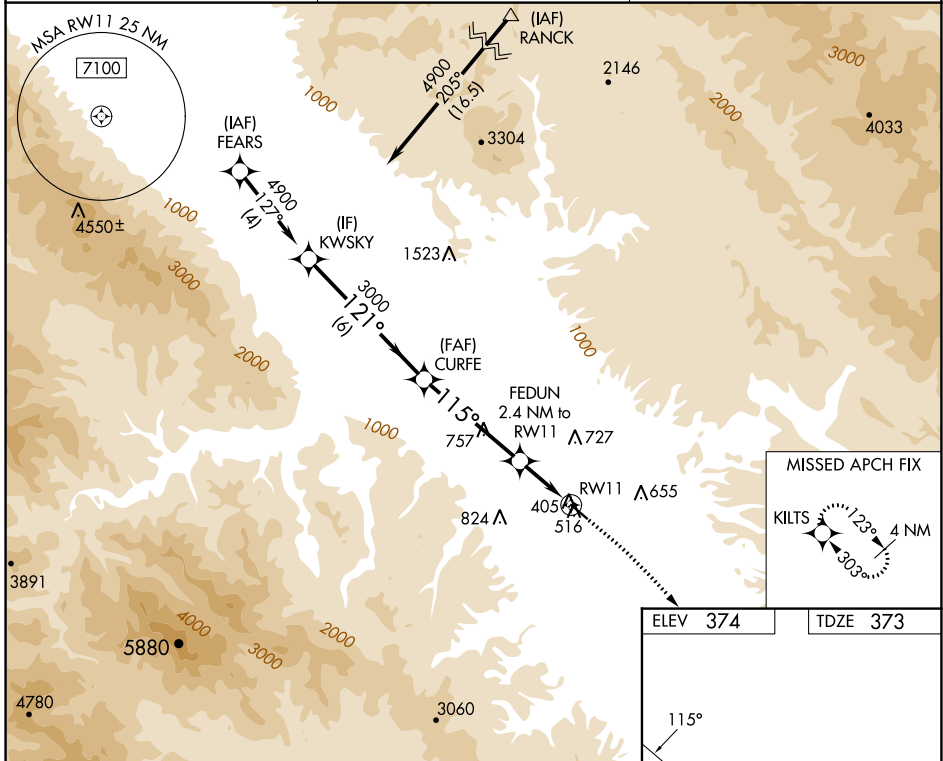 MSA RW11 25 NM
7100
(IAF)
RANCK
4900
205°
(16.5)
1000
2146
3000
2000
4033
3304
(IAF)
FEARS
4900
127°
(4)
4550±
1000
3000
2000
(IF)
KWSKY
1523
3000
121°
(6)
1000
(FAF)
CURFE
115°
1000
757
FEDUN
2.4 NM to
RW11
727
RW11
655
405
516
824
MISSED APCH FIX
KILTS
123°
4 NM
303°
3891
5880
4000
3000
2000
4780
3060
ELEV 374
TDZE 373
115°